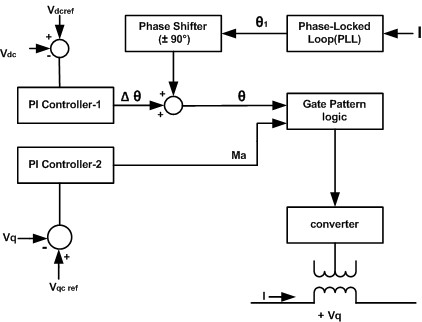 Vdcref
Phase Shifter
(± 90°)
θ1
Phase-Locked
Loop(PLL)
I
+
Vdc
-
+
PI Controller-1
Δ θ
+
θ
Gate Pattern
logic
PI Controller-2
Ma
converter
Vq
-
+
Vqc ref
I
+ Vq